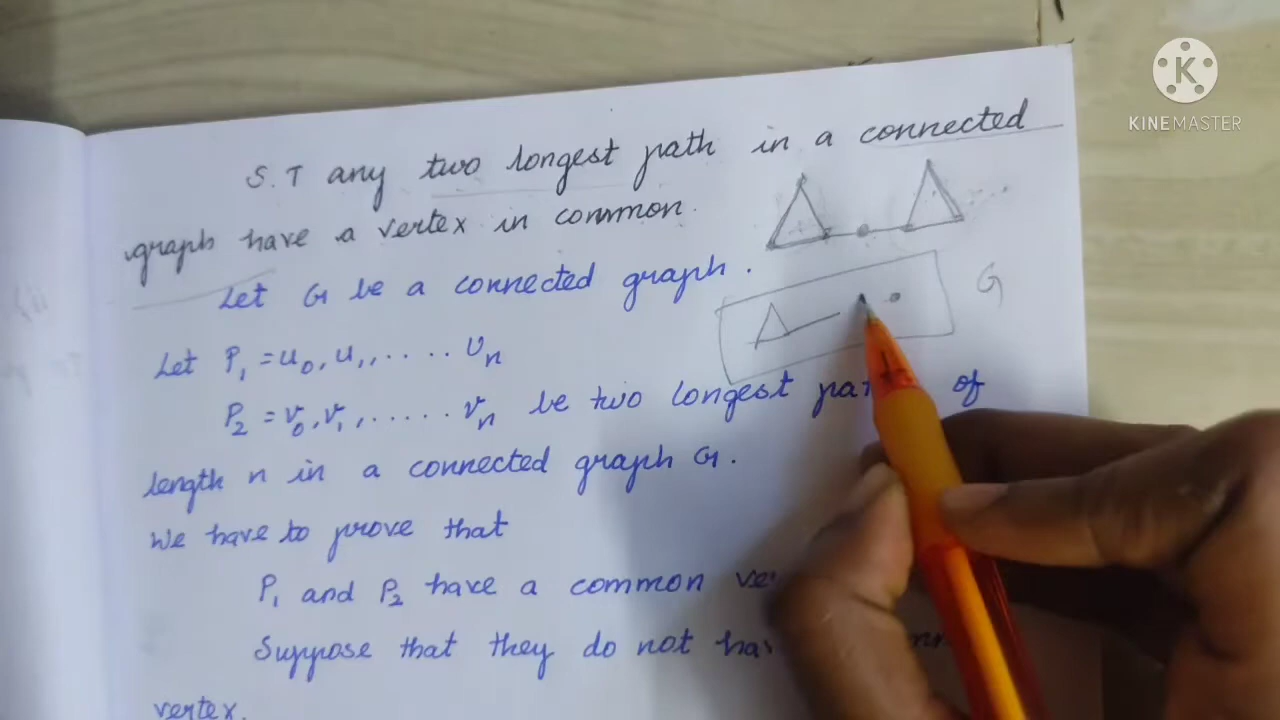 S.T any two longest path in a connected
graph have a vertex in common.
Let G be a connected graph.
G
Let P1 = u0, u1, ..... un
P2 = v0, v1, ..... vn be two longest of
length n in a connected graph G.
We have to prove that
P1 and P2 have a common
Suppose that they do not
vertex.
K
KINEMASTER